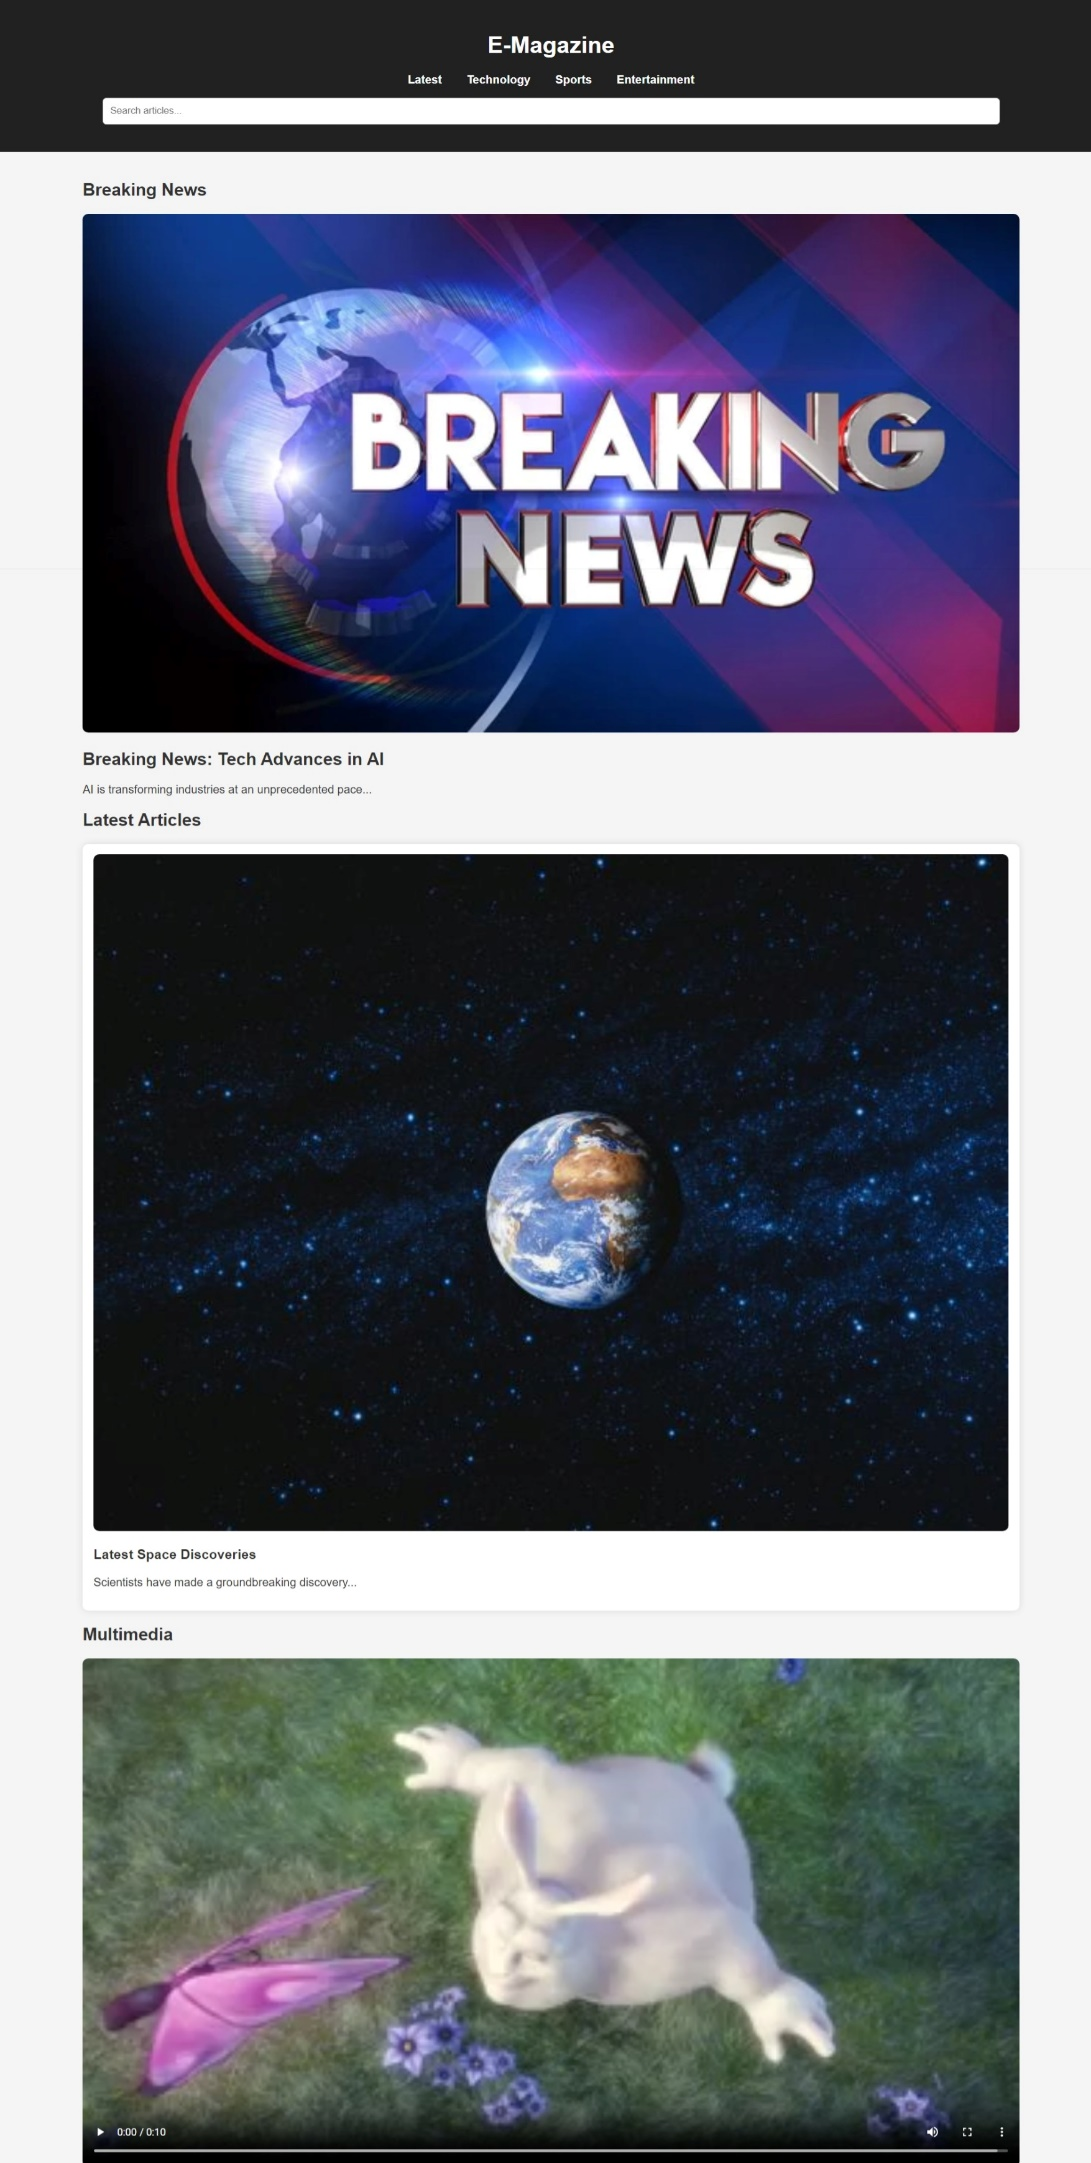 E-Magazine
Latest Technology Sports Entertainment
Search articles...
Breaking News
BREAKING
NEWS
Breaking News: Tech Advances in AI
AI is transforming industries at an unprecedented pace...
Latest Articles
Latest Space Discoveries
Scientists have made a groundbreaking discovery...
Multimedia
0:00 / 0:10